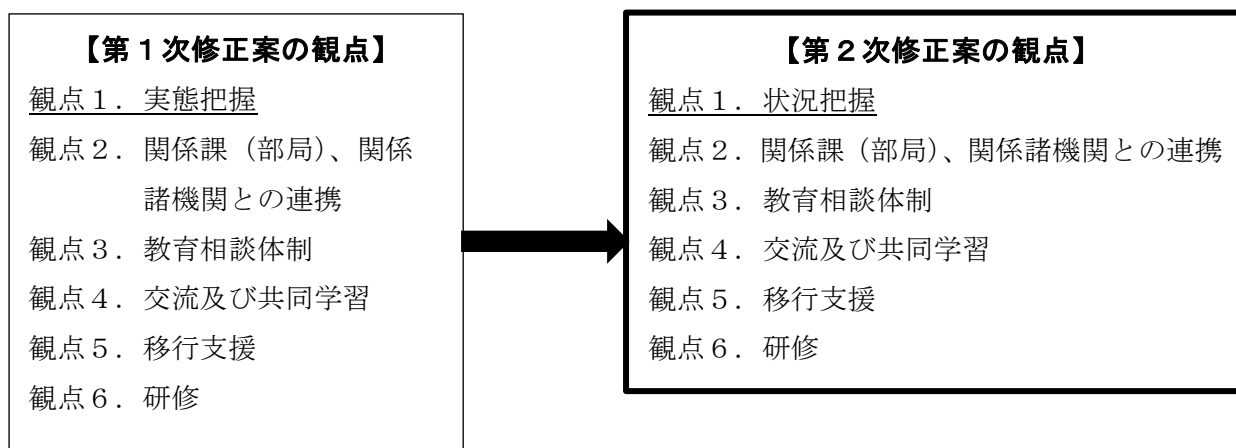 【第１次修正案の観点】
観点１．実態把握
観点２．関係課（部局）、関係
諸機関との連携
観点３．教育相談体制
観点４．交流及び共同学習
観点５．移行支援
観点６．研修
【第２次修正案の観点】
観点１．状況把握
観点２．関係課（部局）、関係諸機関との連携
観点３．教育相談体制
観点４．交流及び共同学習
観点５．移行支援
観点６．研修